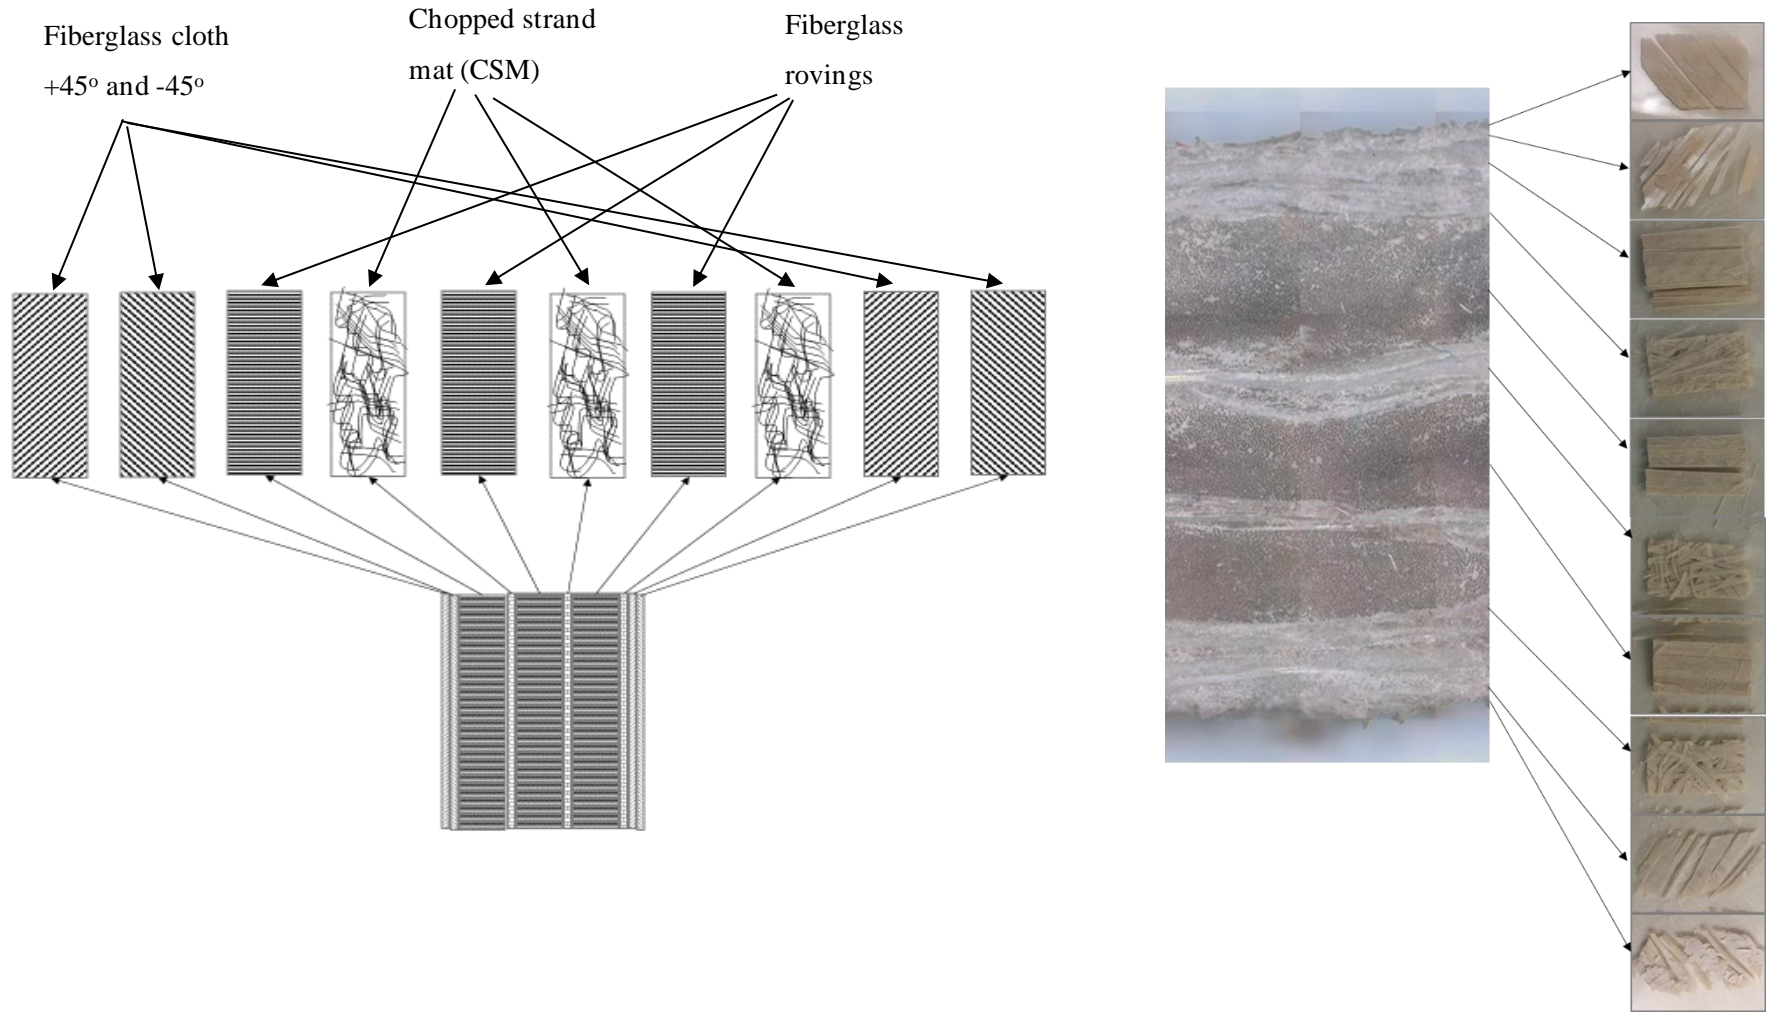 Fiberglass cloth
+45° and -45°
Chopped strand
mat (CSM)
Fiberglass
rovings